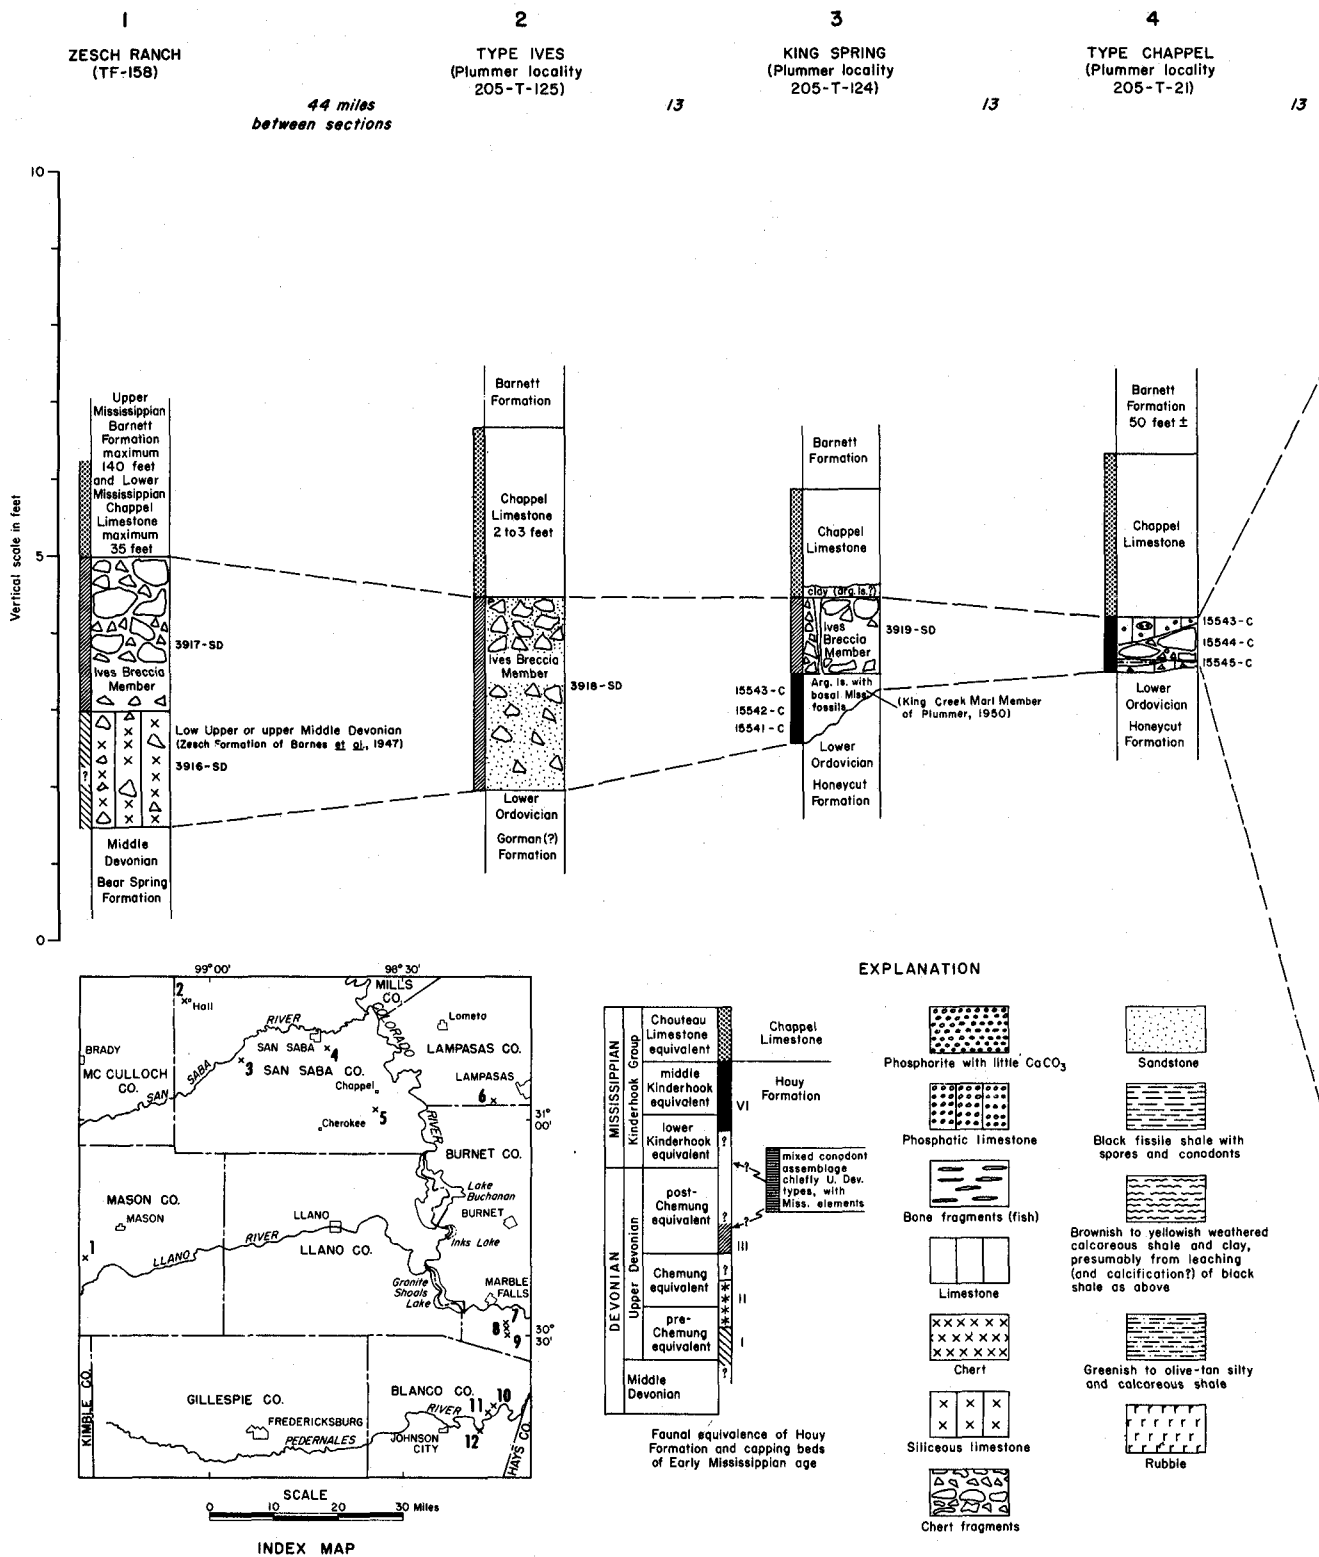 1
ZESCH RANCH
(TF-158)
2
TYPE IVES
(Plummer locality
205-T-125)
3
KING SPRING
(Plummer locality
205-T-124)
4
TYPE CHAPPEL
(Plummer locality
205-T-21)
44 miles
between sections
13
13
13
Vertical scale in feet
10
5
0
Upper
Mississippian
Barnett
Formation
maximum
140 feet
and Lower
Mississippian
Chappel
Limestone
maximum
35 feet
3917-SD
Ives Breccia
Member
Low Upper or upper Middle Devonian
(Zesch Formation of Barnes et al., 1947)
3916-SD
?
Middle
Devonian
Bear Spring
Formation
Barnett
Formation
Chappel
Limestone
2 to 3 feet
Ives Breccia
Member
3918-SD
Lower
Ordovician
Gorman(?)
Formation
Barnett
Formation
Chappel
Limestone
clay (arg. ls.?)
Ives
Breccia
Member
3919-SD
Arg. ls. with
basal Miss.
fossils
15543-C
15542-C
15541-C
(King Creek Marl Member
of Plummer, 1950)
Lower
Ordovician
Honeycut
Formation
Barnett
Formation
50 feet ±
Chappel
Limestone
15543-C
15544-C
15545-C
Lower
Ordovician
Honeycut
Formation
99°00'
98°30'
2
Hall
MILLS
CO.
RIVER
COLORADO
Lometa
BRADY
SAN SABA
4
LAMPASAS CO.
MC CULLOCH
CO.
SAN SABA
3
SAN SABA CO.
Chappel
LAMPASAS
6
5
Cherokee
31°
00'
RIVER
BURNET CO.
MASON CO.
MASON
Lake
Buchanan
LLANO
BURNET
1
LLANO
RIVER
LLANO CO.
Inks Lake
Granite
Shoals
Lake
MARBLE
FALLS
7
8
9
30°
30'
KIMBLE CO.
GILLESPIE CO.
BLANCO CO.
10
11
RIVER
FREDERICKSBURG
PEDERNALES
JOHNSON
CITY
12
HAYS CO.
SCALE
0 10 20 30 Miles
INDEX MAP
EXPLANATION
MISSISSIPPIAN
Kinderhook Group
Chouteau
Limestone
equivalent
Chappel
Limestone
middle
Kinderhook
equivalent
Houy
Formation
VI
lower
Kinderhook
equivalent
?
DEVONIAN
Upper Devonian
post-
Chemung
equivalent
?
III
?
?
mixed conodont
assemblage
chiefly U. Dev.
types, with
Miss. elements
Chemung
equivalent
?
II
pre-
Chemung
equivalent
I
Middle
Devonian
?
Faunal equivalence of Houy
Formation and capping beds
of Early Mississippian age
Phosphorite with little CaCO3
Phosphatic limestone
Bone fragments (fish)
Limestone
Chert
Siliceous limestone
Chert fragments
Sandstone
Black fissile shale with
spores and conodonts
Brownish to yellowish weathered
calcareous shale and clay,
presumably from leaching
(and calcification?) of black
shale as above
Greenish to olive-tan silty
and calcareous shale
Rubble